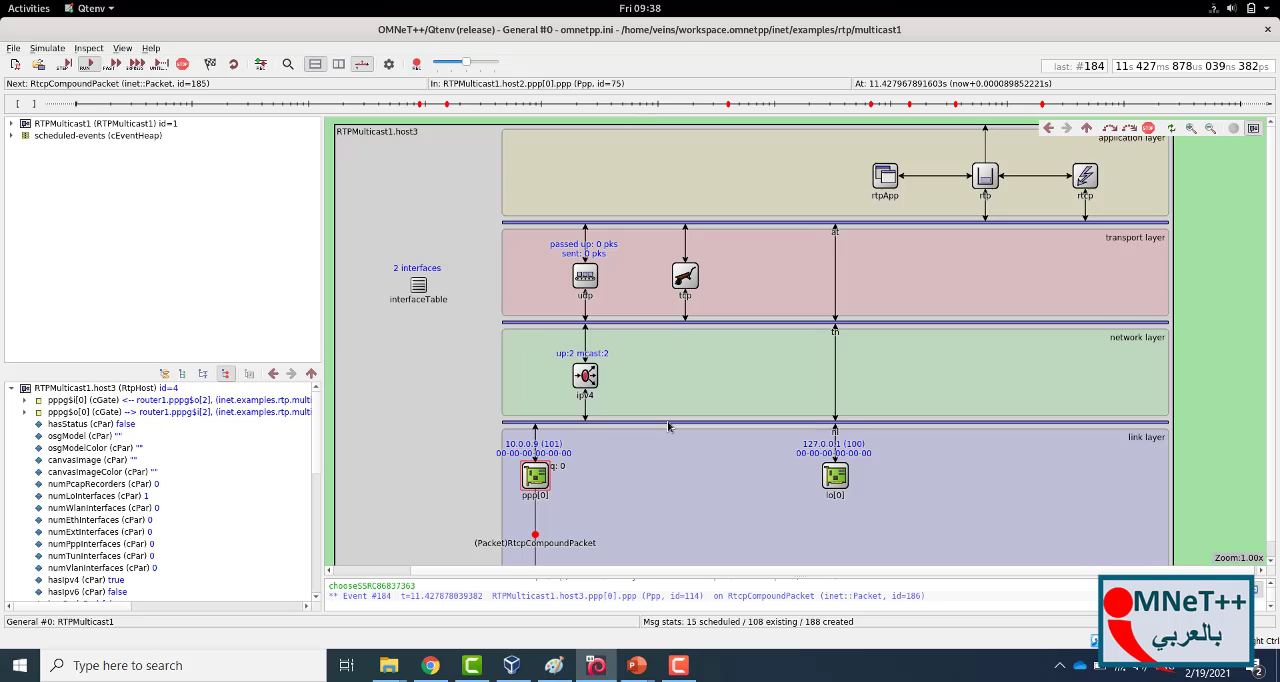 Activities Qtenv Fri 09:38
OMNeT++/Qtenv (release) - General #0 - omnetpp.ini - /home/veins/workspace.omnetpp/inet/examples/rtp/multicast1
File Simulate Inspect View Help
last: #184 11s 427ms 878us 039ns 382ps
Next: RtcpCompoundPacket (inet::Packet, id=185) In: RTPMulticast1.host2.ppp[0].ppp (Ppp, id=75) At: 11.427967891603s (now+0.000089852221s)
RTPMulticast1 (RTPMulticast1) id=1
scheduled-events (cEventHeap)
RTPMulticast1.host3
application layer
rtpApp rtp rtcp
at
transport layer
passed up: 0 pks
sent: 0 pks
udp tcp
2 interfaces
interfaceTable
tn
network layer
up:2 mcast:2
ipv4
nl
link layer
10.0.0.9 (101)
00-00-00-00-00-00
q: 0
ppp[0]
127.0.0.1 (100)
00-00-00-00-00-00
lo[0]
(Packet)RtcpCompoundPacket
Zoom:1.00x
RTPMulticast1.host3 (RtpHost) id=4
pppg$i[0] (cGate) <-- router1.pppg$o[2], (inet.examples.rtp.multi
pppg$o[0] (cGate) --> router1.pppg$i[2], (inet.examples.rtp.multi
hasStatus (cPar) false
osgModel (cPar) ""
osgModelColor (cPar) ""
canvasImage (cPar) ""
canvasImageColor (cPar) ""
numPcapRecorders (cPar) 0
numLoInterfaces (cPar) 1
numWlanInterfaces (cPar) 0
numEthInterfaces (cPar) 0
numExtInterfaces (cPar) 0
numPppInterfaces (cPar) 0
numTunInterfaces (cPar) 0
numVlanInterfaces (cPar) 0
hasIpv4 (cPar) true
hasIpv6 (cPar) false
chooseSSRC86837363
** Event #184 t=11.427878039382 RTPMulticast1.host3.ppp[0].ppp (Ppp, id=114) on RtcpCompoundPacket (inet::Packet, id=186)
General #0: RTPMulticast1 Msg stats: 15 scheduled / 108 existing / 188 created
OMNeT++
بالعربي
ht Ctrl
Type here to search
2/19/2021
2